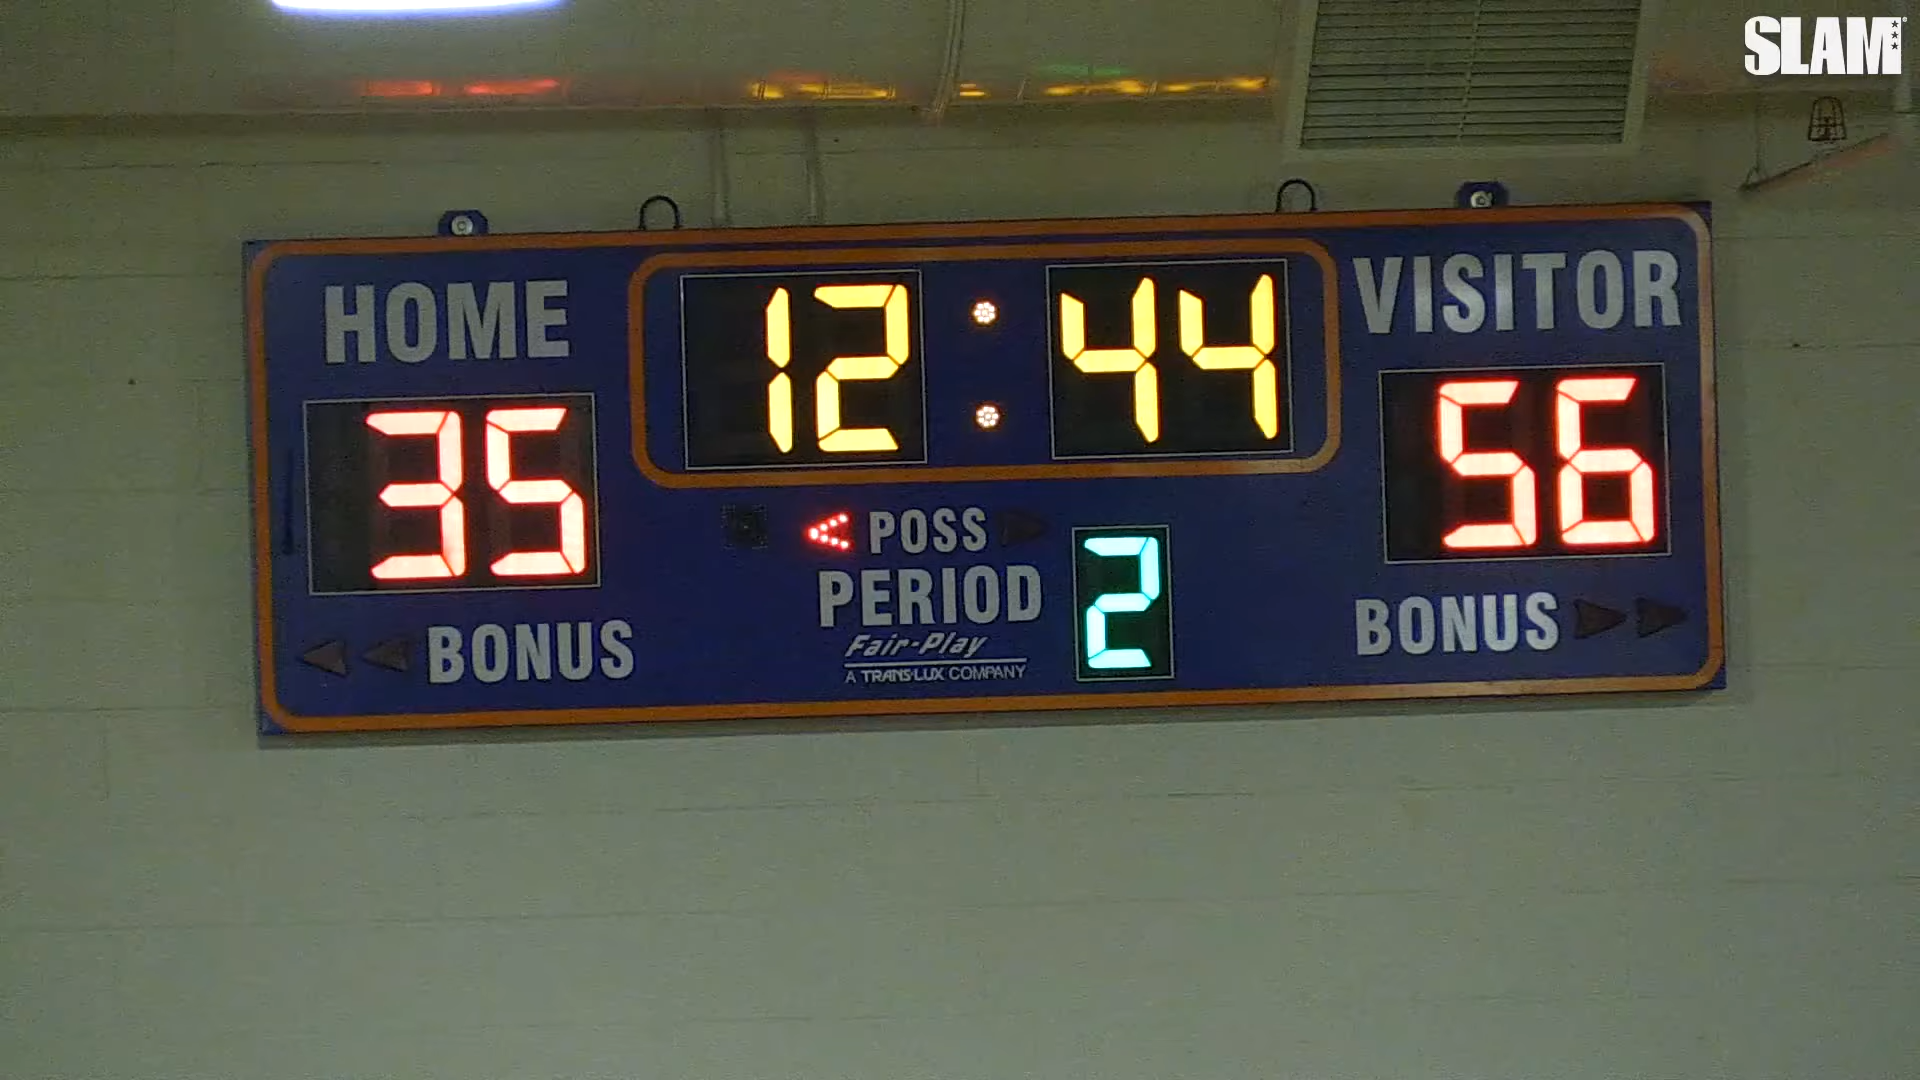 SLAM
HOME 12:44 VISITOR
35 56
POSS
PERIOD 2
Fair-Play
A TRANS-LUX COMPANY
BONUS BONUS